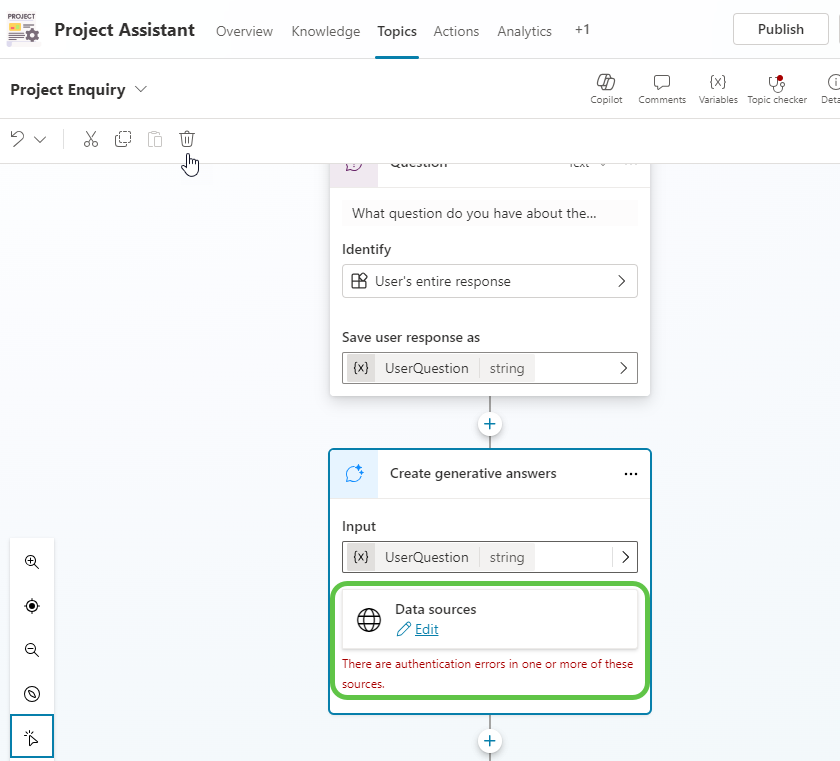 PROJECT
Project Assistant
Overview
Knowledge
Topics
Actions
Analytics
+1
Publish
Project Enquiry
Copilot
Comments
{x}
Variables
Topic checker
Question
Text
What question do you have about the...
Identify
User's entire response
Save user response as
{x} UserQuestion string
Create generative answers
Input
{x} UserQuestion string
Data sources
Edit
There are authentication errors in one or more of these
sources.